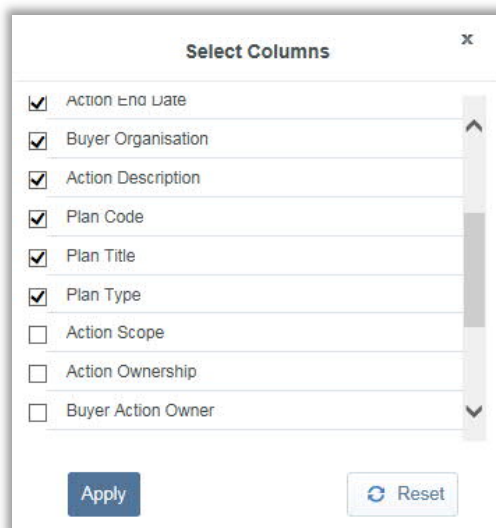 Select Columns
x
Action End Date
Buyer Organisation
Action Description
Plan Code
Plan Title
Plan Type
Action Scope
Action Ownership
Buyer Action Owner
Apply
Reset